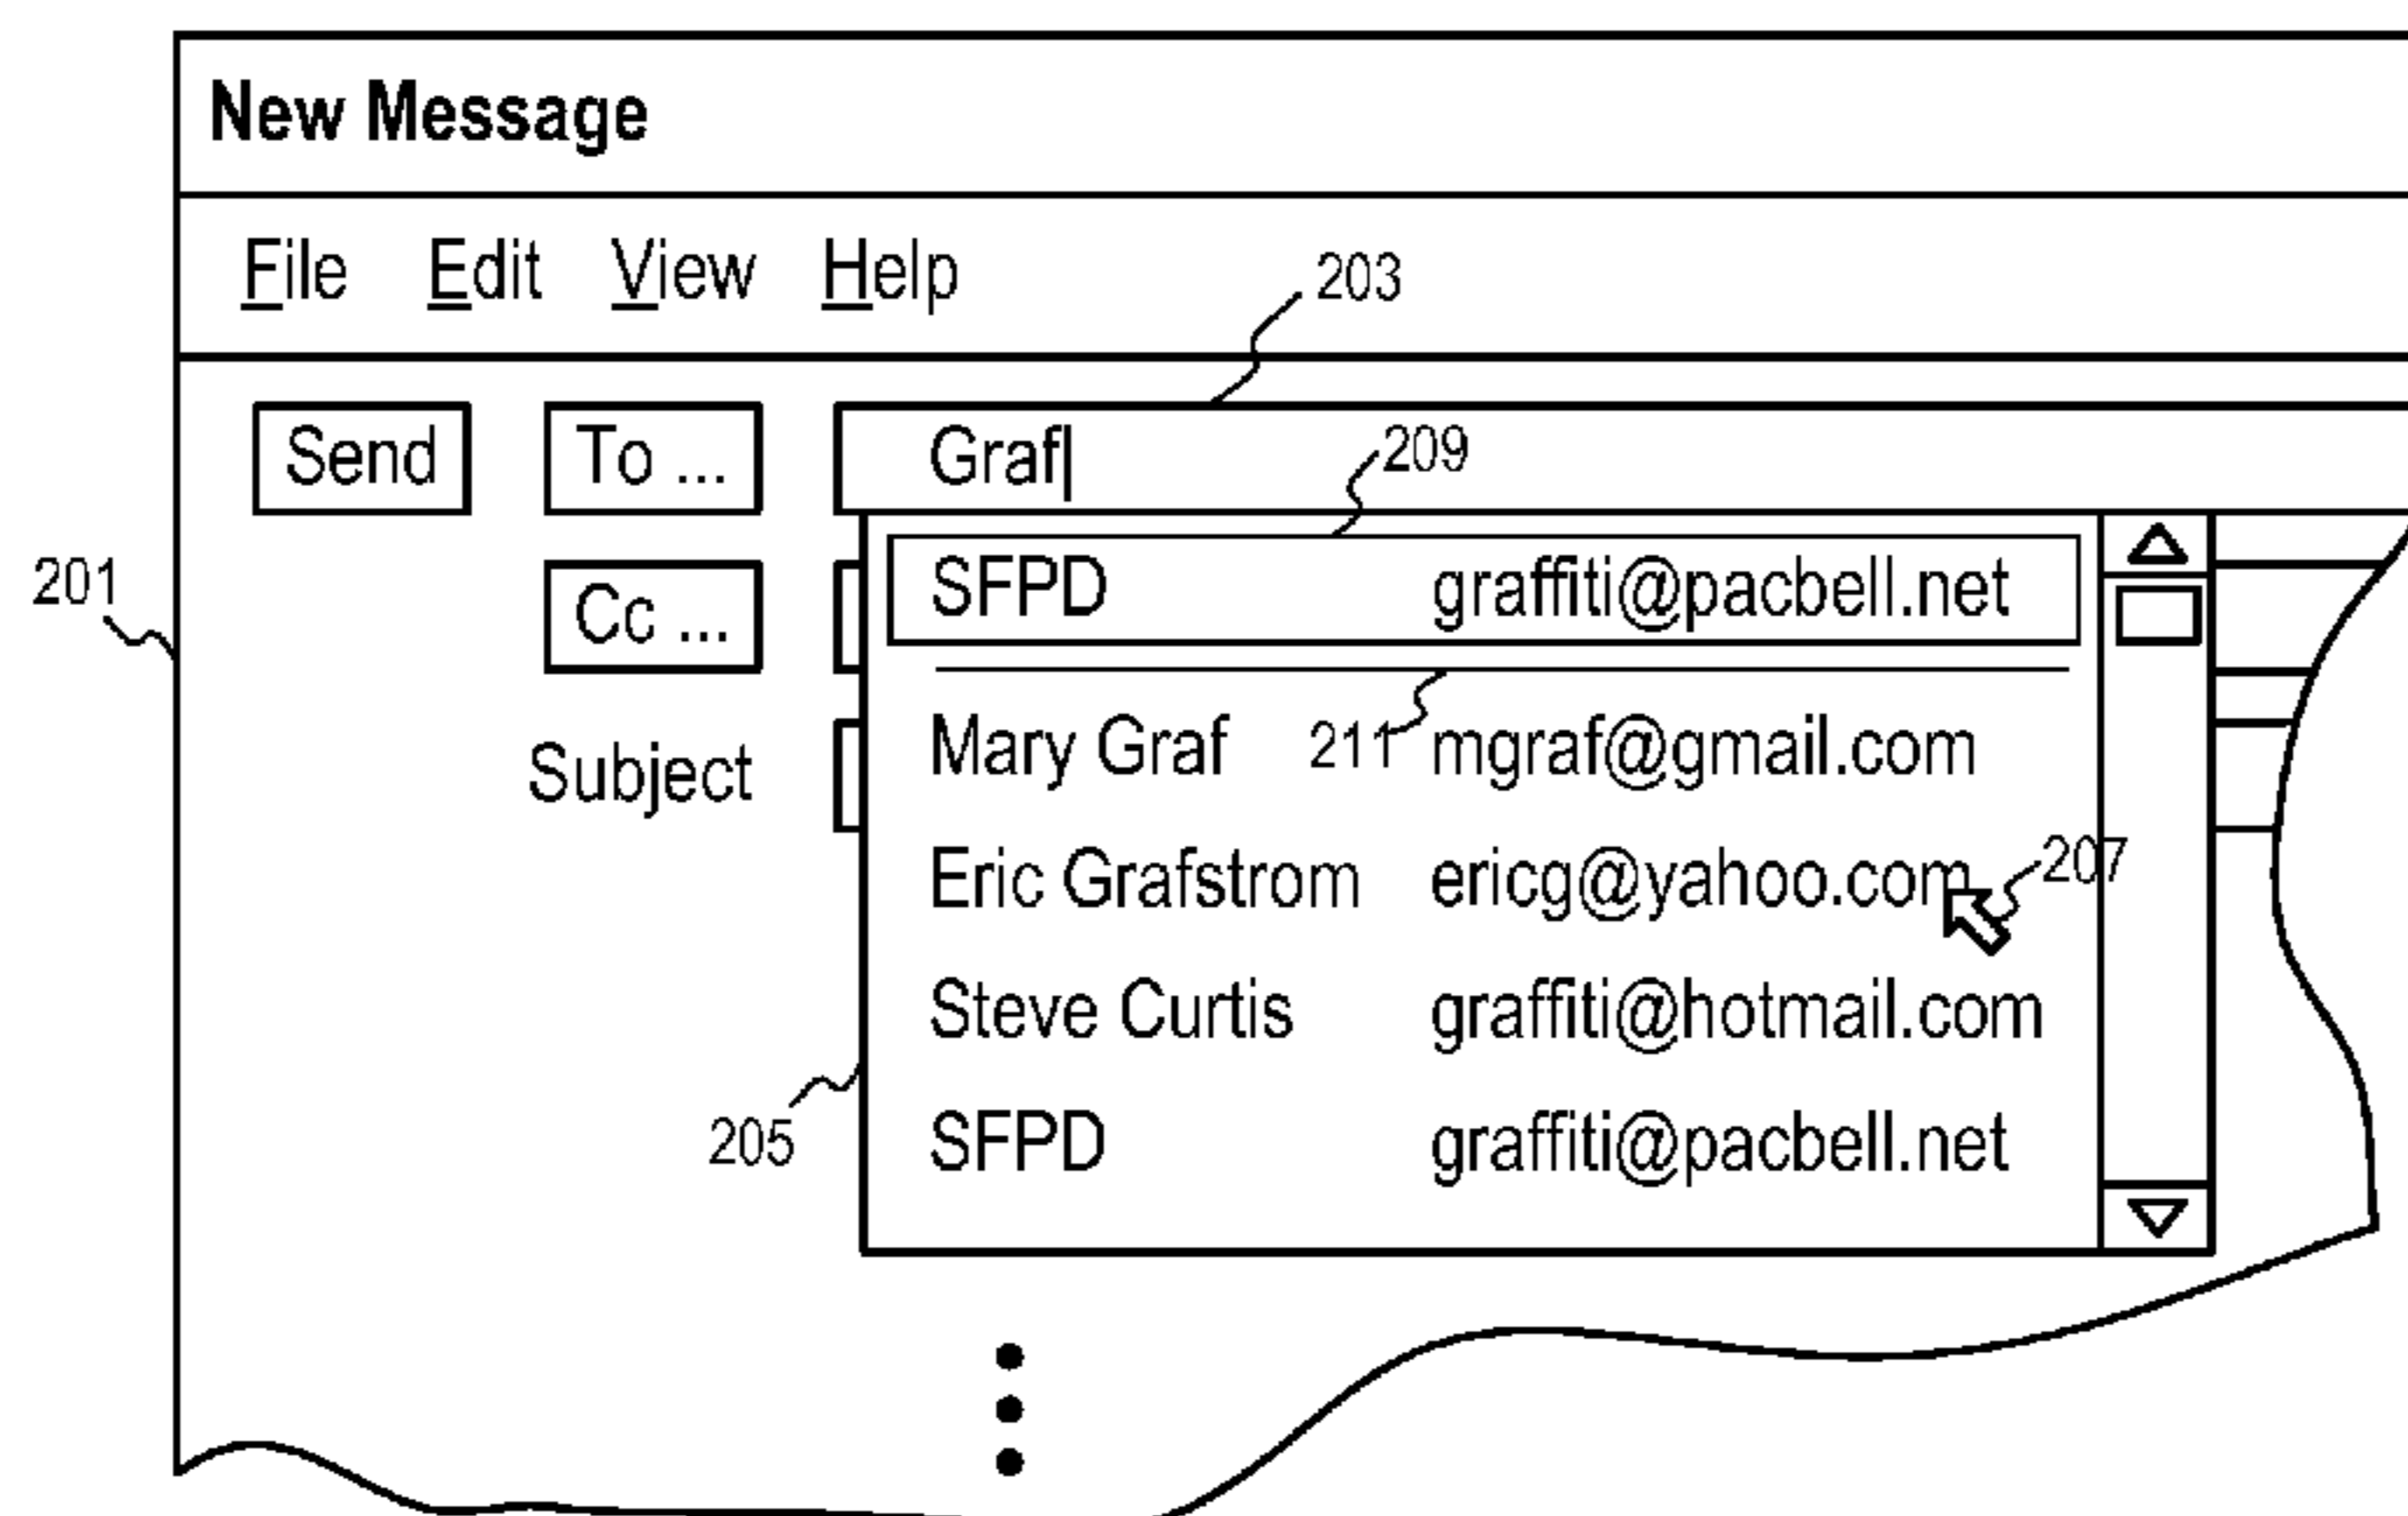 New Message
File Edit View Help
203
Send To ... Graf
209
201
SFPD graffiti@pacbell.net
Cc ...
211
Subject Mary Graf mgraf@gmail.com
207
Eric Grafstrom ericg@yahoo.com
Steve Curtis graffiti@hotmail.com
205
SFPD graffiti@pacbell.net